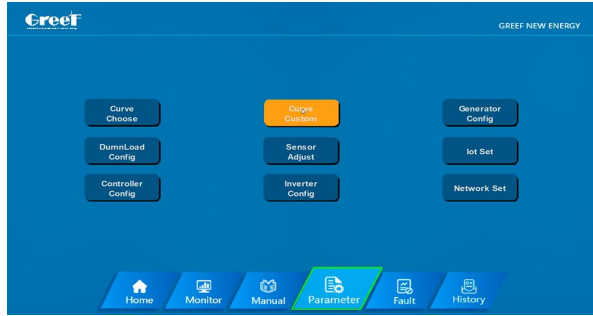 Greef
GREEF NEW ENERGY
Curve
Choose
Curve
Custom
Generator
Config
DumnLoad
Config
Sensor
Adjust
Iot Set
Controller
Config
Inverter
Config
Network Set
Home
Monitor
Manual
Parameter
Fault
History